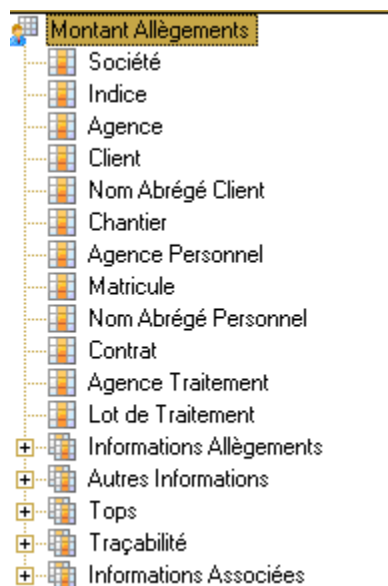 Montant Allègements
Société
Indice
Agence
Client
Nom Abrégé Client
Chantier
Agence Personnel
Matricule
Nom Abrégé Personnel
Contrat
Agence Traitement
Lot de Traitement
Informations Allègements
Autres Informations
Tops
Traçabilité
Informations Associées